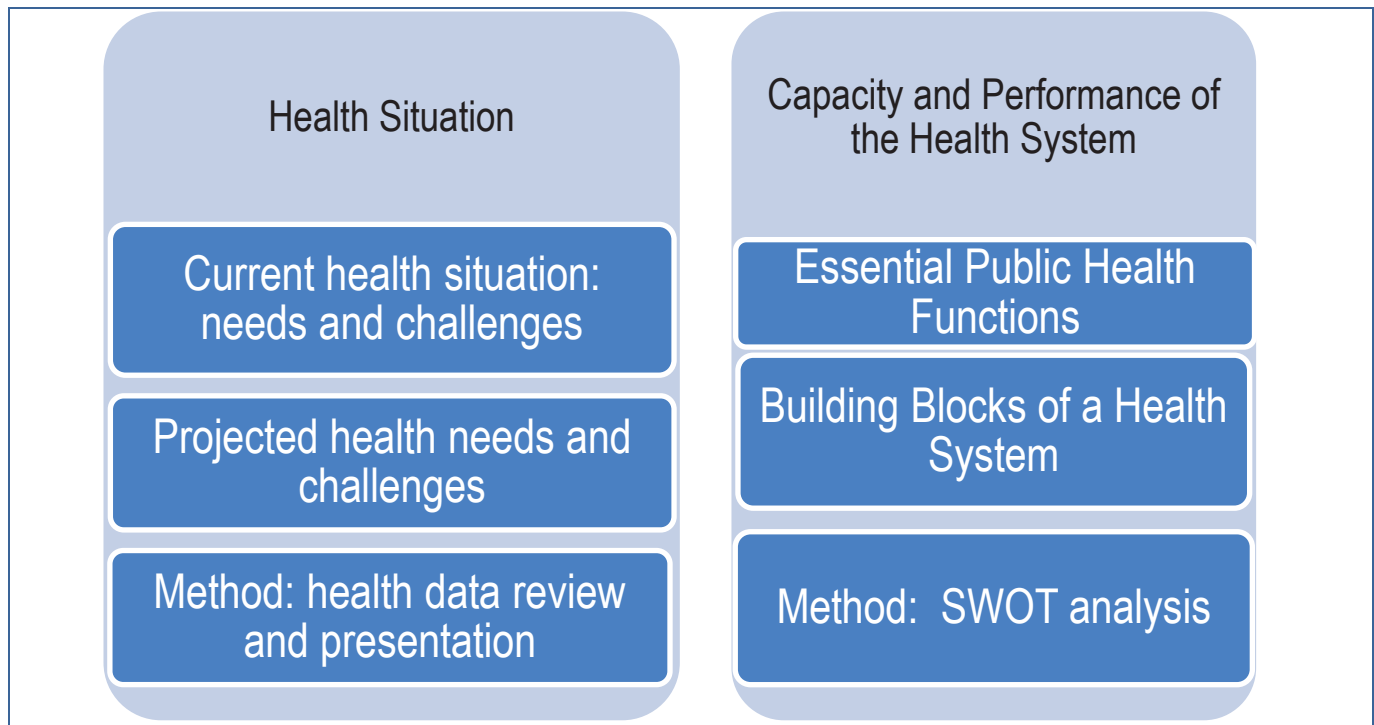 Health Situation
Current health situation:
needs and challenges
Projected health needs and
challenges
Method: health data review
and presentation
Capacity and Performance of
the Health System
Essential Public Health
Functions
Building Blocks of a Health
System
Method:  SWOT analysis